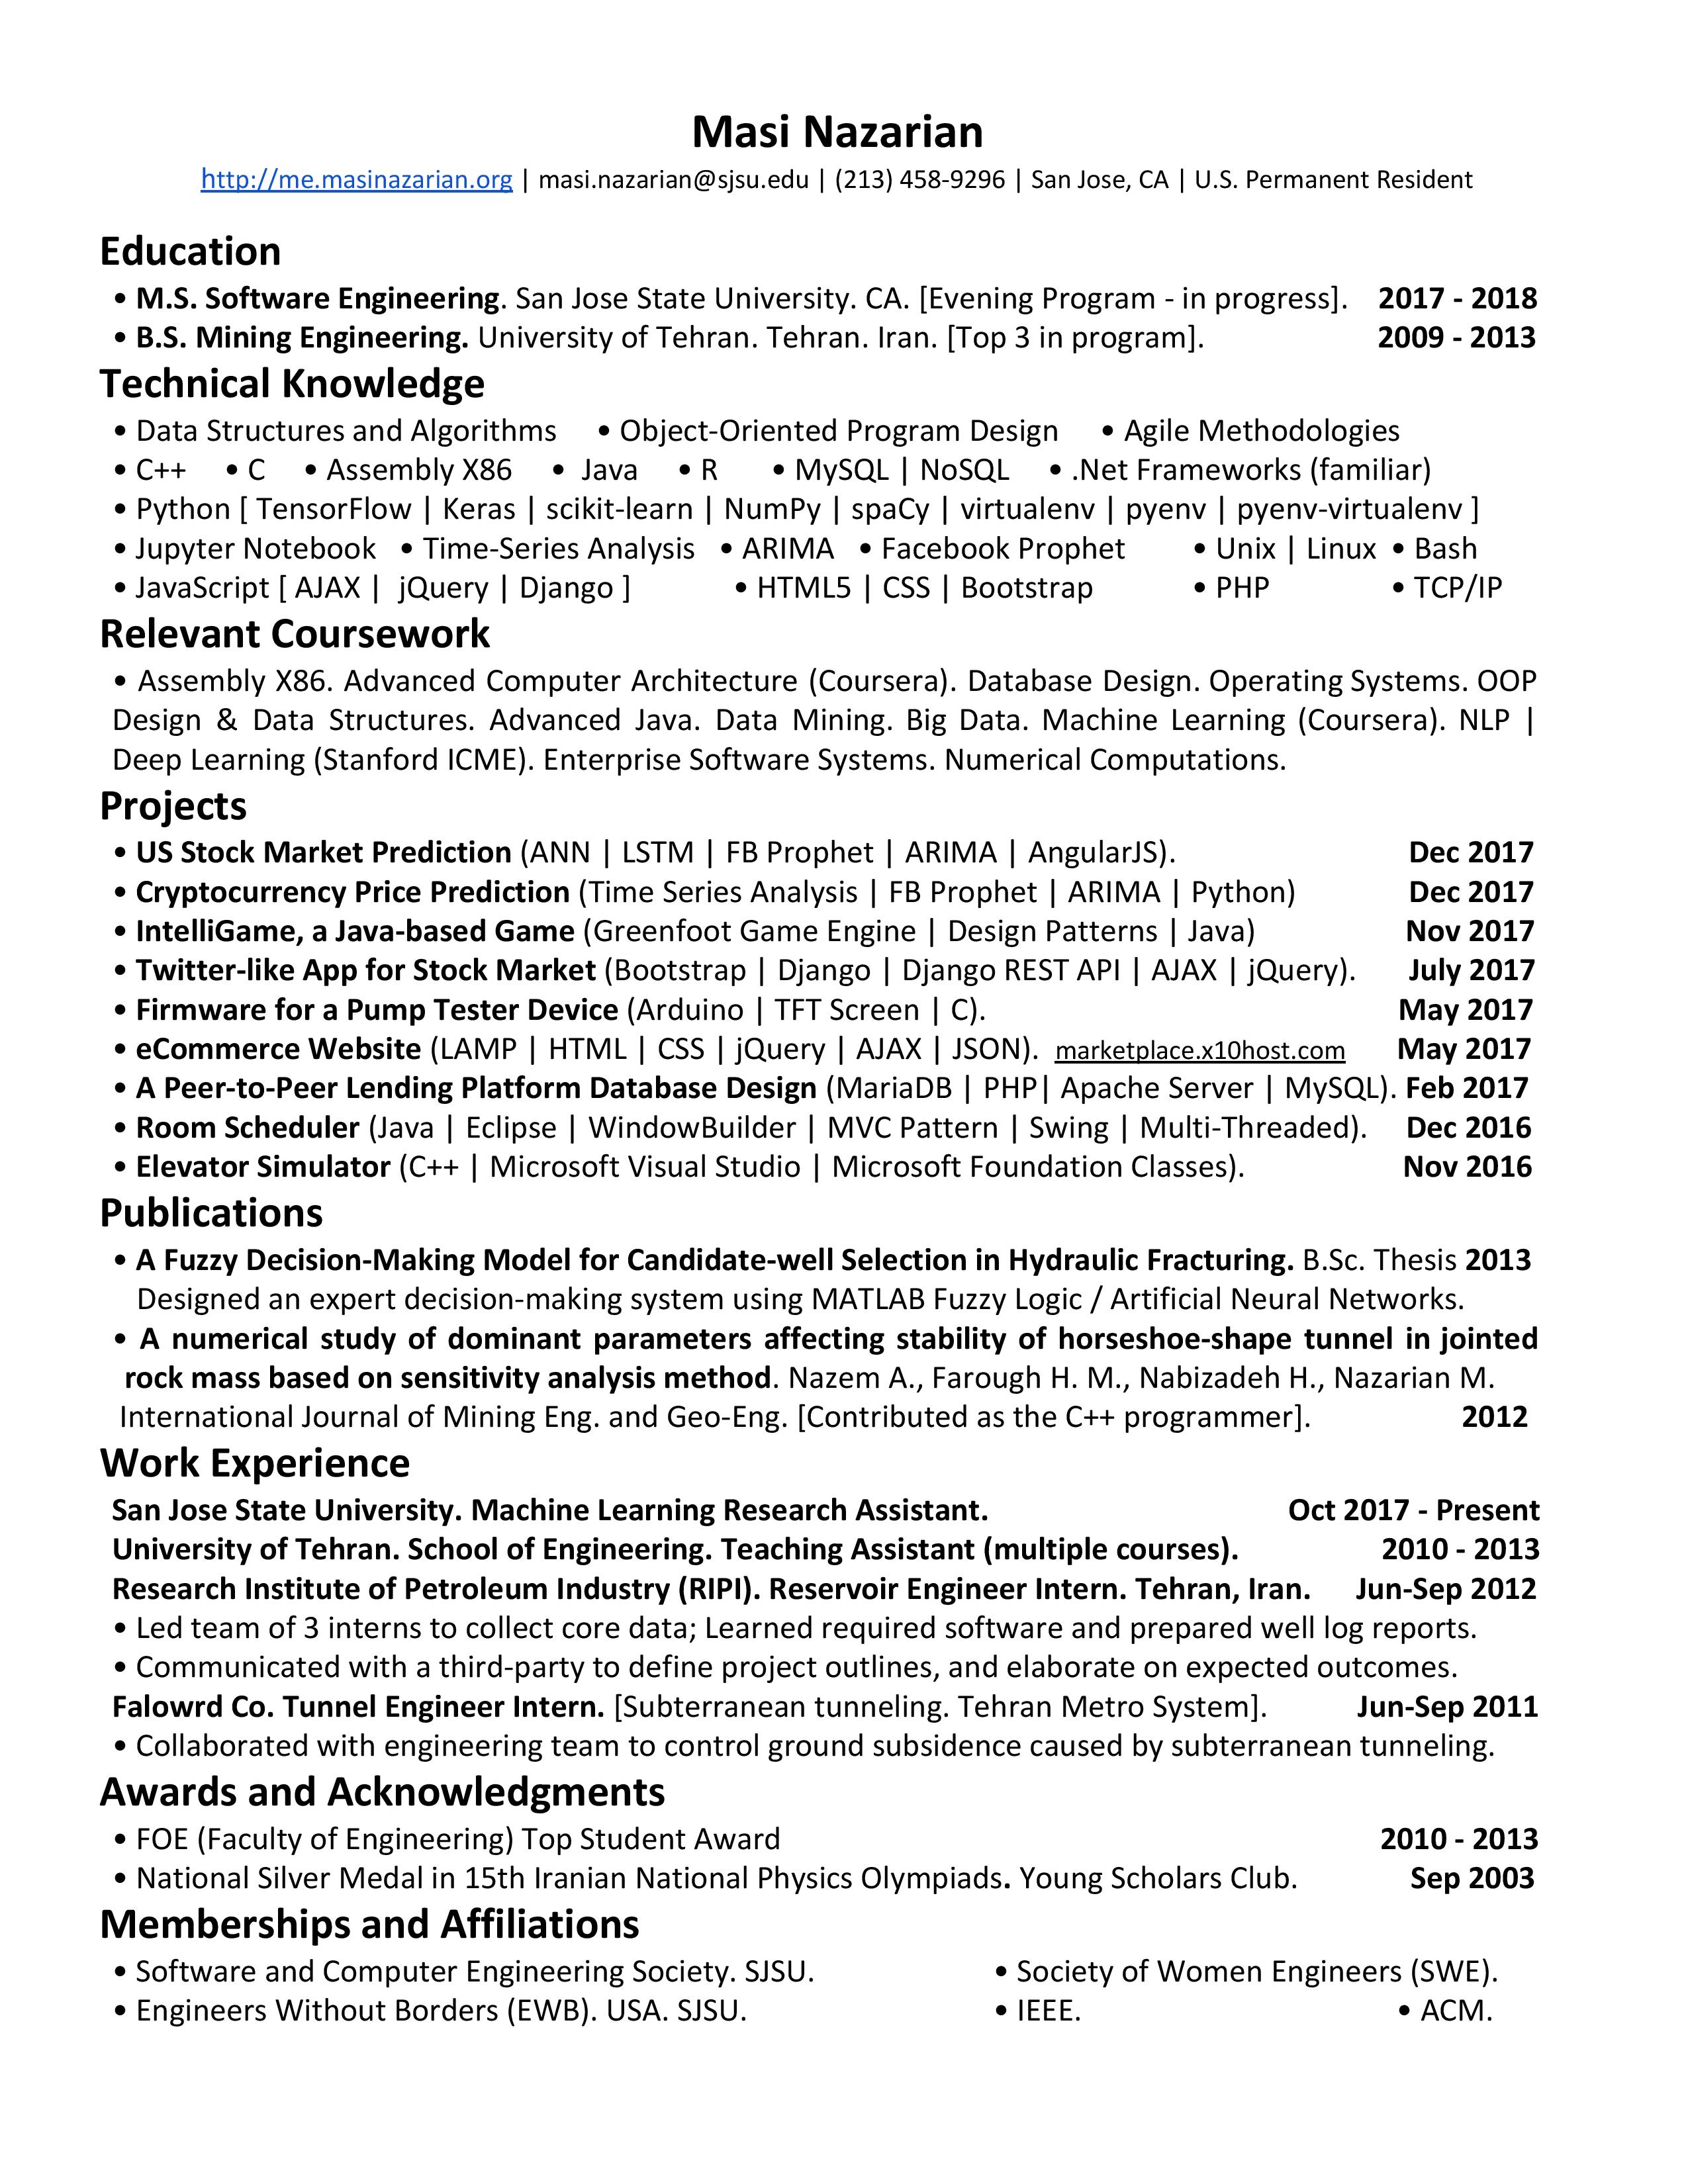 Masi Nazarian
http://me.masinazarian.org | masi.nazarian@sjsu.edu | (213) 458-9296 | San Jose, CA | U.S. Permanent Resident
Education
• M.S. Software Engineering. San Jose State University. CA. [Evening Program - in progress]. 2017 - 2018
• B.S. Mining Engineering. University of Tehran. Tehran. Iran. [Top 3 in program]. 2009 - 2013
Technical Knowledge
• Data Structures and Algorithms • Object-Oriented Program Design • Agile Methodologies
• C++ • C • Assembly X86 • Java • R • MySQL | NoSQL • .Net Frameworks (familiar)
• Python [ TensorFlow | Keras | scikit-learn | NumPy | spaCy | virtualenv | pyenv | pyenv-virtualenv ]
• Jupyter Notebook • Time-Series Analysis • ARIMA • Facebook Prophet • Unix | Linux • Bash
• JavaScript [ AJAX | jQuery | Django ] • HTML5 | CSS | Bootstrap • PHP • TCP/IP
Relevant Coursework
• Assembly X86. Advanced Computer Architecture (Coursera). Database Design. Operating Systems. OOP
Design & Data Structures. Advanced Java. Data Mining. Big Data. Machine Learning (Coursera). NLP |
Deep Learning (Stanford ICME). Enterprise Software Systems. Numerical Computations.
Projects
• US Stock Market Prediction (ANN | LSTM | FB Prophet | ARIMA | AngularJS). Dec 2017
• Cryptocurrency Price Prediction (Time Series Analysis | FB Prophet | ARIMA | Python) Dec 2017
• IntelliGame, a Java-based Game (Greenfoot Game Engine | Design Patterns | Java) Nov 2017
• Twitter-like App for Stock Market (Bootstrap | Django | Django REST API | AJAX | jQuery). July 2017
• Firmware for a Pump Tester Device (Arduino | TFT Screen | C). May 2017
• eCommerce Website (LAMP | HTML | CSS | jQuery | AJAX | JSON). marketplace.x10host.com May 2017
• A Peer-to-Peer Lending Platform Database Design (MariaDB | PHP| Apache Server | MySQL). Feb 2017
• Room Scheduler (Java | Eclipse | WindowBuilder | MVC Pattern | Swing | Multi-Threaded). Dec 2016
• Elevator Simulator (C++ | Microsoft Visual Studio | Microsoft Foundation Classes). Nov 2016
Publications
• A Fuzzy Decision-Making Model for Candidate-well Selection in Hydraulic Fracturing. B.Sc. Thesis 2013
Designed an expert decision-making system using MATLAB Fuzzy Logic / Artificial Neural Networks.
• A numerical study of dominant parameters affecting stability of horseshoe-shape tunnel in jointed
rock mass based on sensitivity analysis method. Nazem A., Farough H. M., Nabizadeh H., Nazarian M.
International Journal of Mining Eng. and Geo-Eng. [Contributed as the C++ programmer]. 2012
Work Experience
San Jose State University. Machine Learning Research Assistant. Oct 2017 - Present
University of Tehran. School of Engineering. Teaching Assistant (multiple courses). 2010 - 2013
Research Institute of Petroleum Industry (RIPI). Reservoir Engineer Intern. Tehran, Iran. Jun-Sep 2012
• Led team of 3 interns to collect core data; Learned required software and prepared well log reports.
• Communicated with a third-party to define project outlines, and elaborate on expected outcomes.
Falowrd Co. Tunnel Engineer Intern. [Subterranean tunneling. Tehran Metro System]. Jun-Sep 2011
• Collaborated with engineering team to control ground subsidence caused by subterranean tunneling.
Awards and Acknowledgments
• FOE (Faculty of Engineering) Top Student Award 2010 - 2013
• National Silver Medal in 15th Iranian National Physics Olympiads. Young Scholars Club. Sep 2003
Memberships and Affiliations
• Software and Computer Engineering Society. SJSU. • Society of Women Engineers (SWE).
• Engineers Without Borders (EWB). USA. SJSU. • IEEE. • ACM.